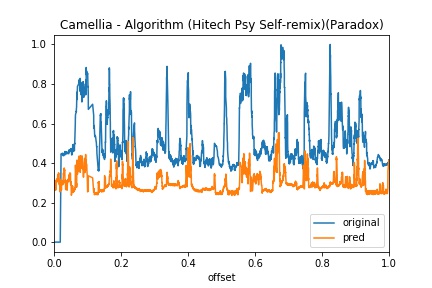 Camellia - Algorithm (Hitech Psy Self-remix)(Paradox)
1.0
0.8
0.6
0.4
0.2
0.0
original
pred
0.0 0.2 0.4 0.6 0.8 1.0
offset